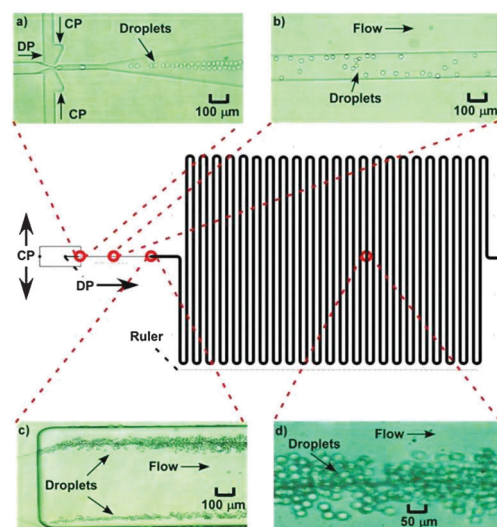 a)
CP
DP
Droplets
CP
100 µm
b)
Flow
Droplets
100 µm
CP
DP
Ruler
c)
Droplets
Flow
100 µm
d)
Droplets
Flow
50 µm